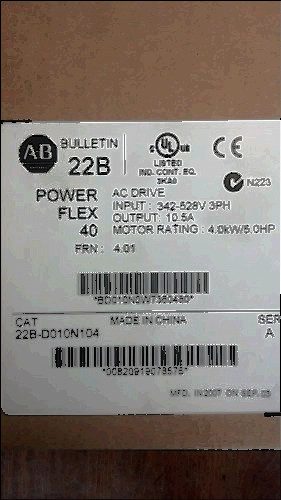 AB
BULLETIN
22B
UL
C US
LISTED
IND. CONT. EQ.
CE
N223
POWER
FLEX
40
AC DRIVE
INPUT : 342-528V 3PH
OUTPUT: 10.5A
MOTOR RATING : 4.0kW/5.0HP
FRN : 4.01
CAT
MADE IN CHINA
SER
22B-D010N104
A
MFD. IN 2007 ON SEP. 03